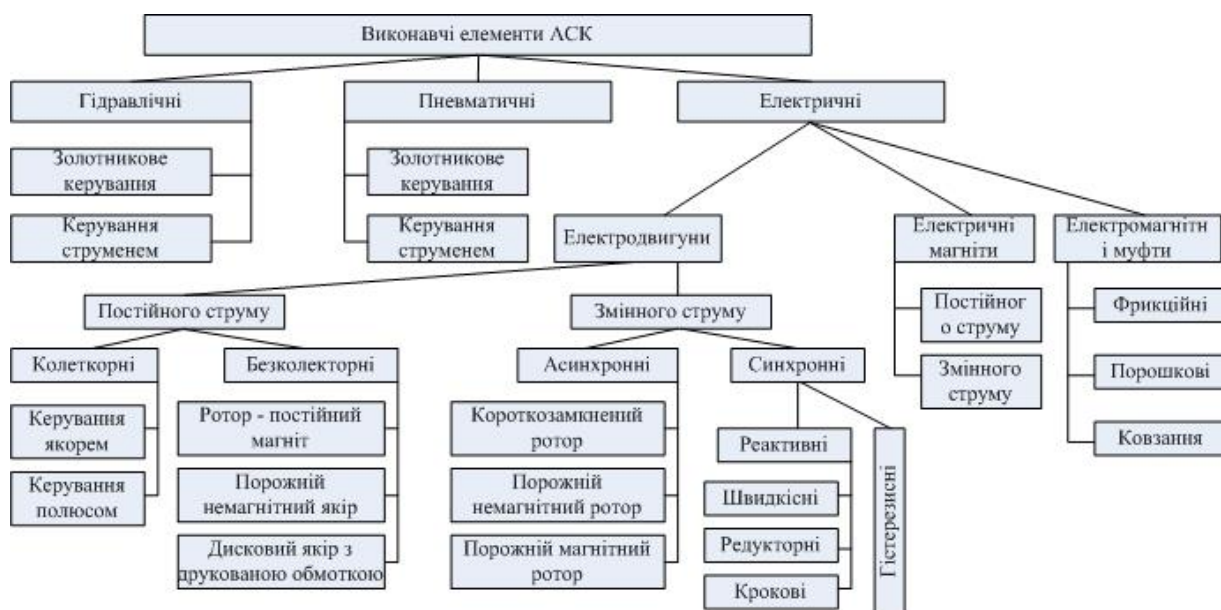 Виконавчі елементи АСК
Гідравлічні
Пневматичні
Електричні
Золотникове
керування
Керування
струменем
Золотникове
керування
Керування
струменем
Електродвигуни
Електричні
магніти
Електромагнітн
і муфти
Постійног
о струму
Змінного
струму
Фрикційні
Порошкові
Ковзання
Постійного струму
Змінного струму
Колеткорні
Безколекторні
Асинхронні
Синхронні
Керування
якорем
Керування
полюсом
Ротор - постійний
магніт
Порожній
немагнітний якір
Дисковий якір з
друкованою обмоткою
Короткозамкнений
ротор
Порожній
немагнітний ротор
Порожній магнітний
ротор
Реактивні
Швидкісні
Редукторні
Крокові
Гістерезисні